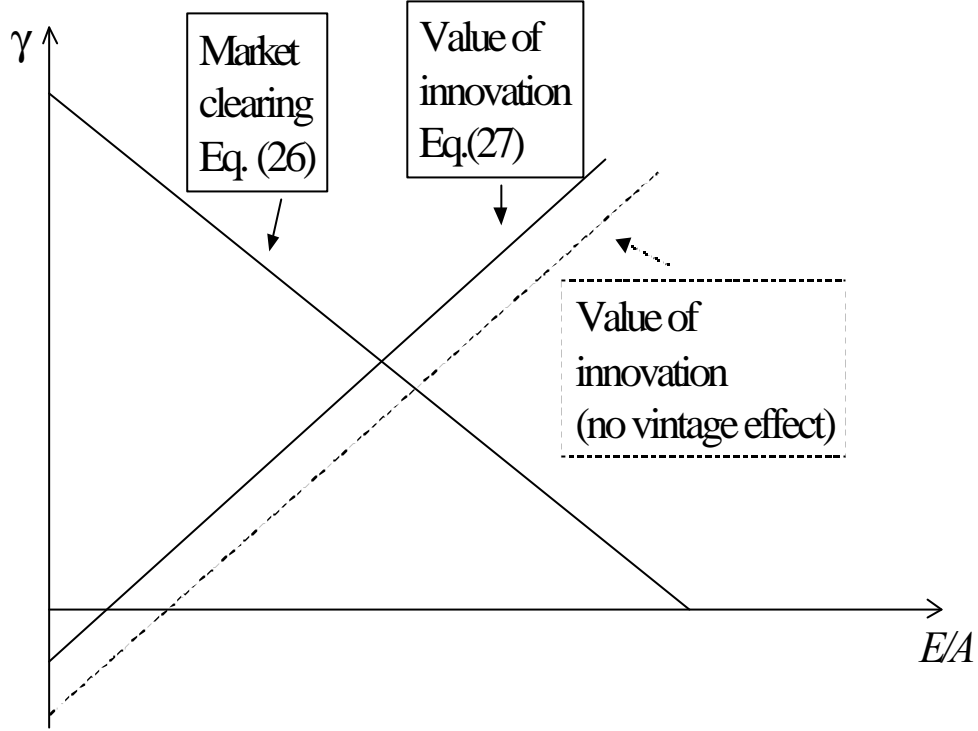 γ
Market
clearing
Eq. (26)
Value of
innovation
Eq.(27)
Value of
innovation
(no vintage effect)
E/A